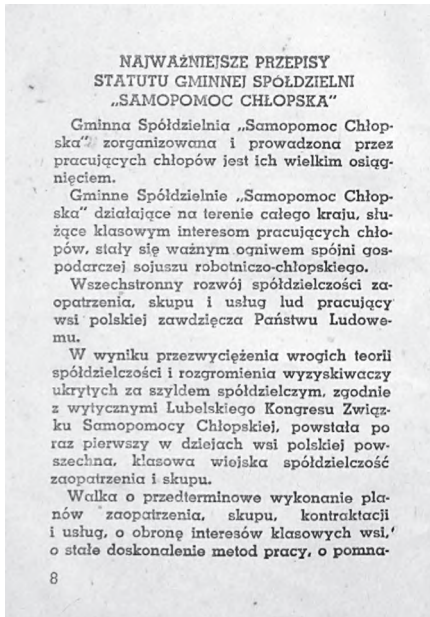 NAJWAŻNIEJSZE PRZEPISY
STATUTU GMINNEJ SPÓŁDZIELNI
„SAMOPOMOC CHŁOPSKA"
Gminna Spółdzielnia „Samopomoc Chłop-
ska" zorganizowana i prowadzona przez
pracujących chłopów jest ich wielkim osiąg-
nięciem.
Gminne Spółdzielnie „Samopomoc Chłop-
ska" działające na terenie całego kraju, słu-
żące klasowym interesom pracujących chło-
pów, stały się ważnym ogniwem spójni gos-
podarczej sojuszu robotniczo-chłopskiego.
Wszechstronny rozwój spółdzielczości za-
opatrzenia, skupu i usług lud pracujący
wsi polskiej zawdzięcza Państwu Ludowe-
mu.
W wyniku przezwyciężenia wrogich teorii
spółdzielczości i rozgromienia wyzyskiwaczy
ukrytych za szyldem spółdzielczym, zgodnie
z wytycznymi Lubelskiego Kongresu Związ-
ku Samopomocy Chłopskiej, powstała po
raz pierwszy w dziejach wsi polskiej pow-
szechna, klasowa wiejska spółdzielczość
zaopatrzenia i skupu.
Walka o przedterminowe wykonanie pla-
nów zaopatrzenia, skupu, kontraktacji
i usług, o obronę interesów klasowych wsi,
o stałe doskonalenie metod pracy, o pomna-
8